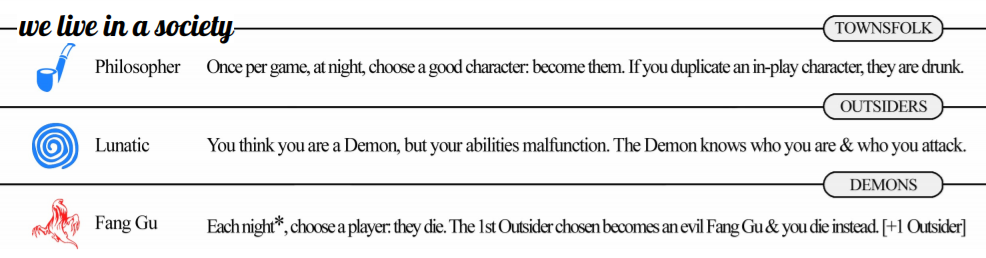 we live in a society
TOWNSFOLK
Philosopher Once per game, at night, choose a good character: become them. If you duplicate an in-play character, they are drunk.
OUTSIDERS
Lunatic You think you are a Demon, but your abilities malfunction. The Demon knows who you are & who you attack.
DEMONS
Fang Gu Each night*, choose a player: they die. The 1st Outsider chosen becomes an evil Fang Gu & you die instead. [+1 Outsider]